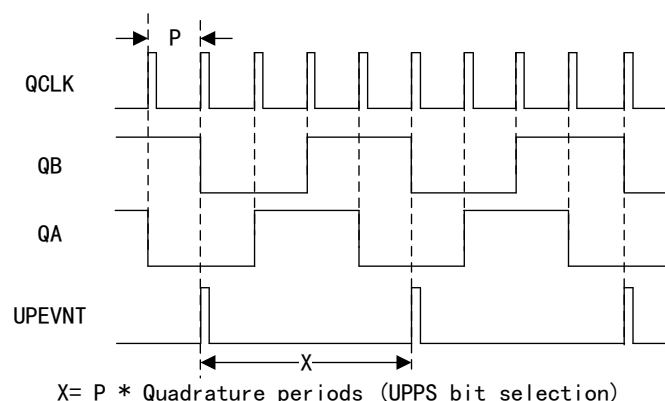 P
QCLK
QB
QA
UPEVNT
X
X= P * Quadrature periods (UPPS bit selection)